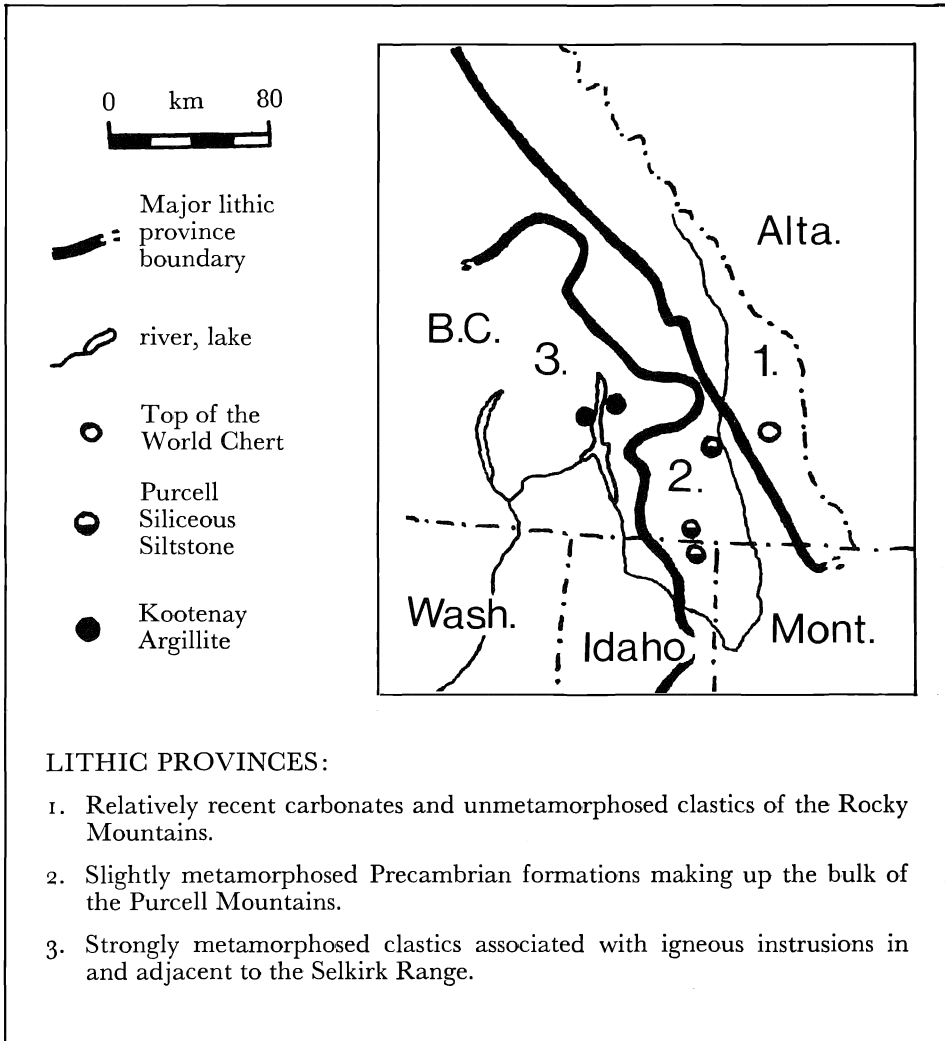 0 km 80
Major lithic
province
boundary
river, lake
Top of the
World Chert
Purcell
Siliceous
Siltstone
Kootenay
Argillite
Alta.
B.C.
3.
1.
2.
Wash.
Idaho
Mont.
LITHIC PROVINCES:
1. Relatively recent carbonates and unmetamorphosed clastics of the Rocky
Mountains.
2. Slightly metamorphosed Precambrian formations making up the bulk of
the Purcell Mountains.
3. Strongly metamorphosed clastics associated with igneous instrusions in
and adjacent to the Selkirk Range.